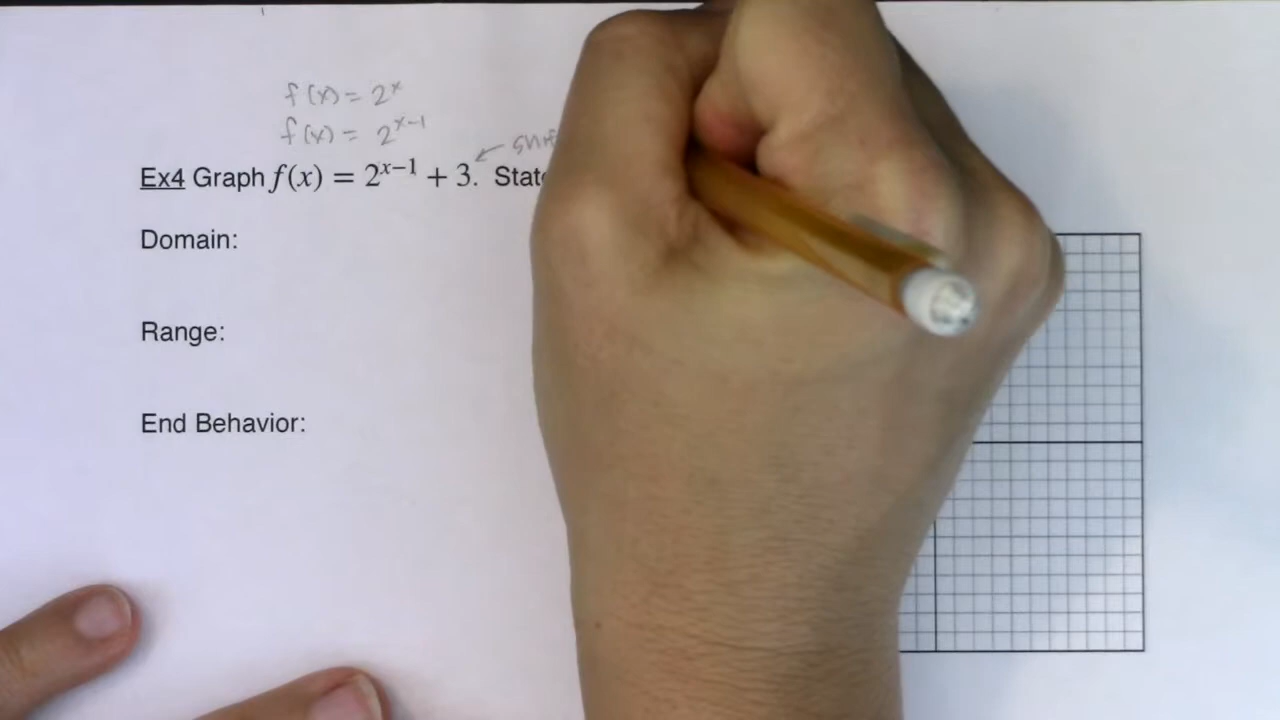 f(x) = 2^x
f(x) = 2^{x-1}
Ex4 Graph f(x) = 2^{x-1} + 3.
Domain:
Range:
End Behavior: